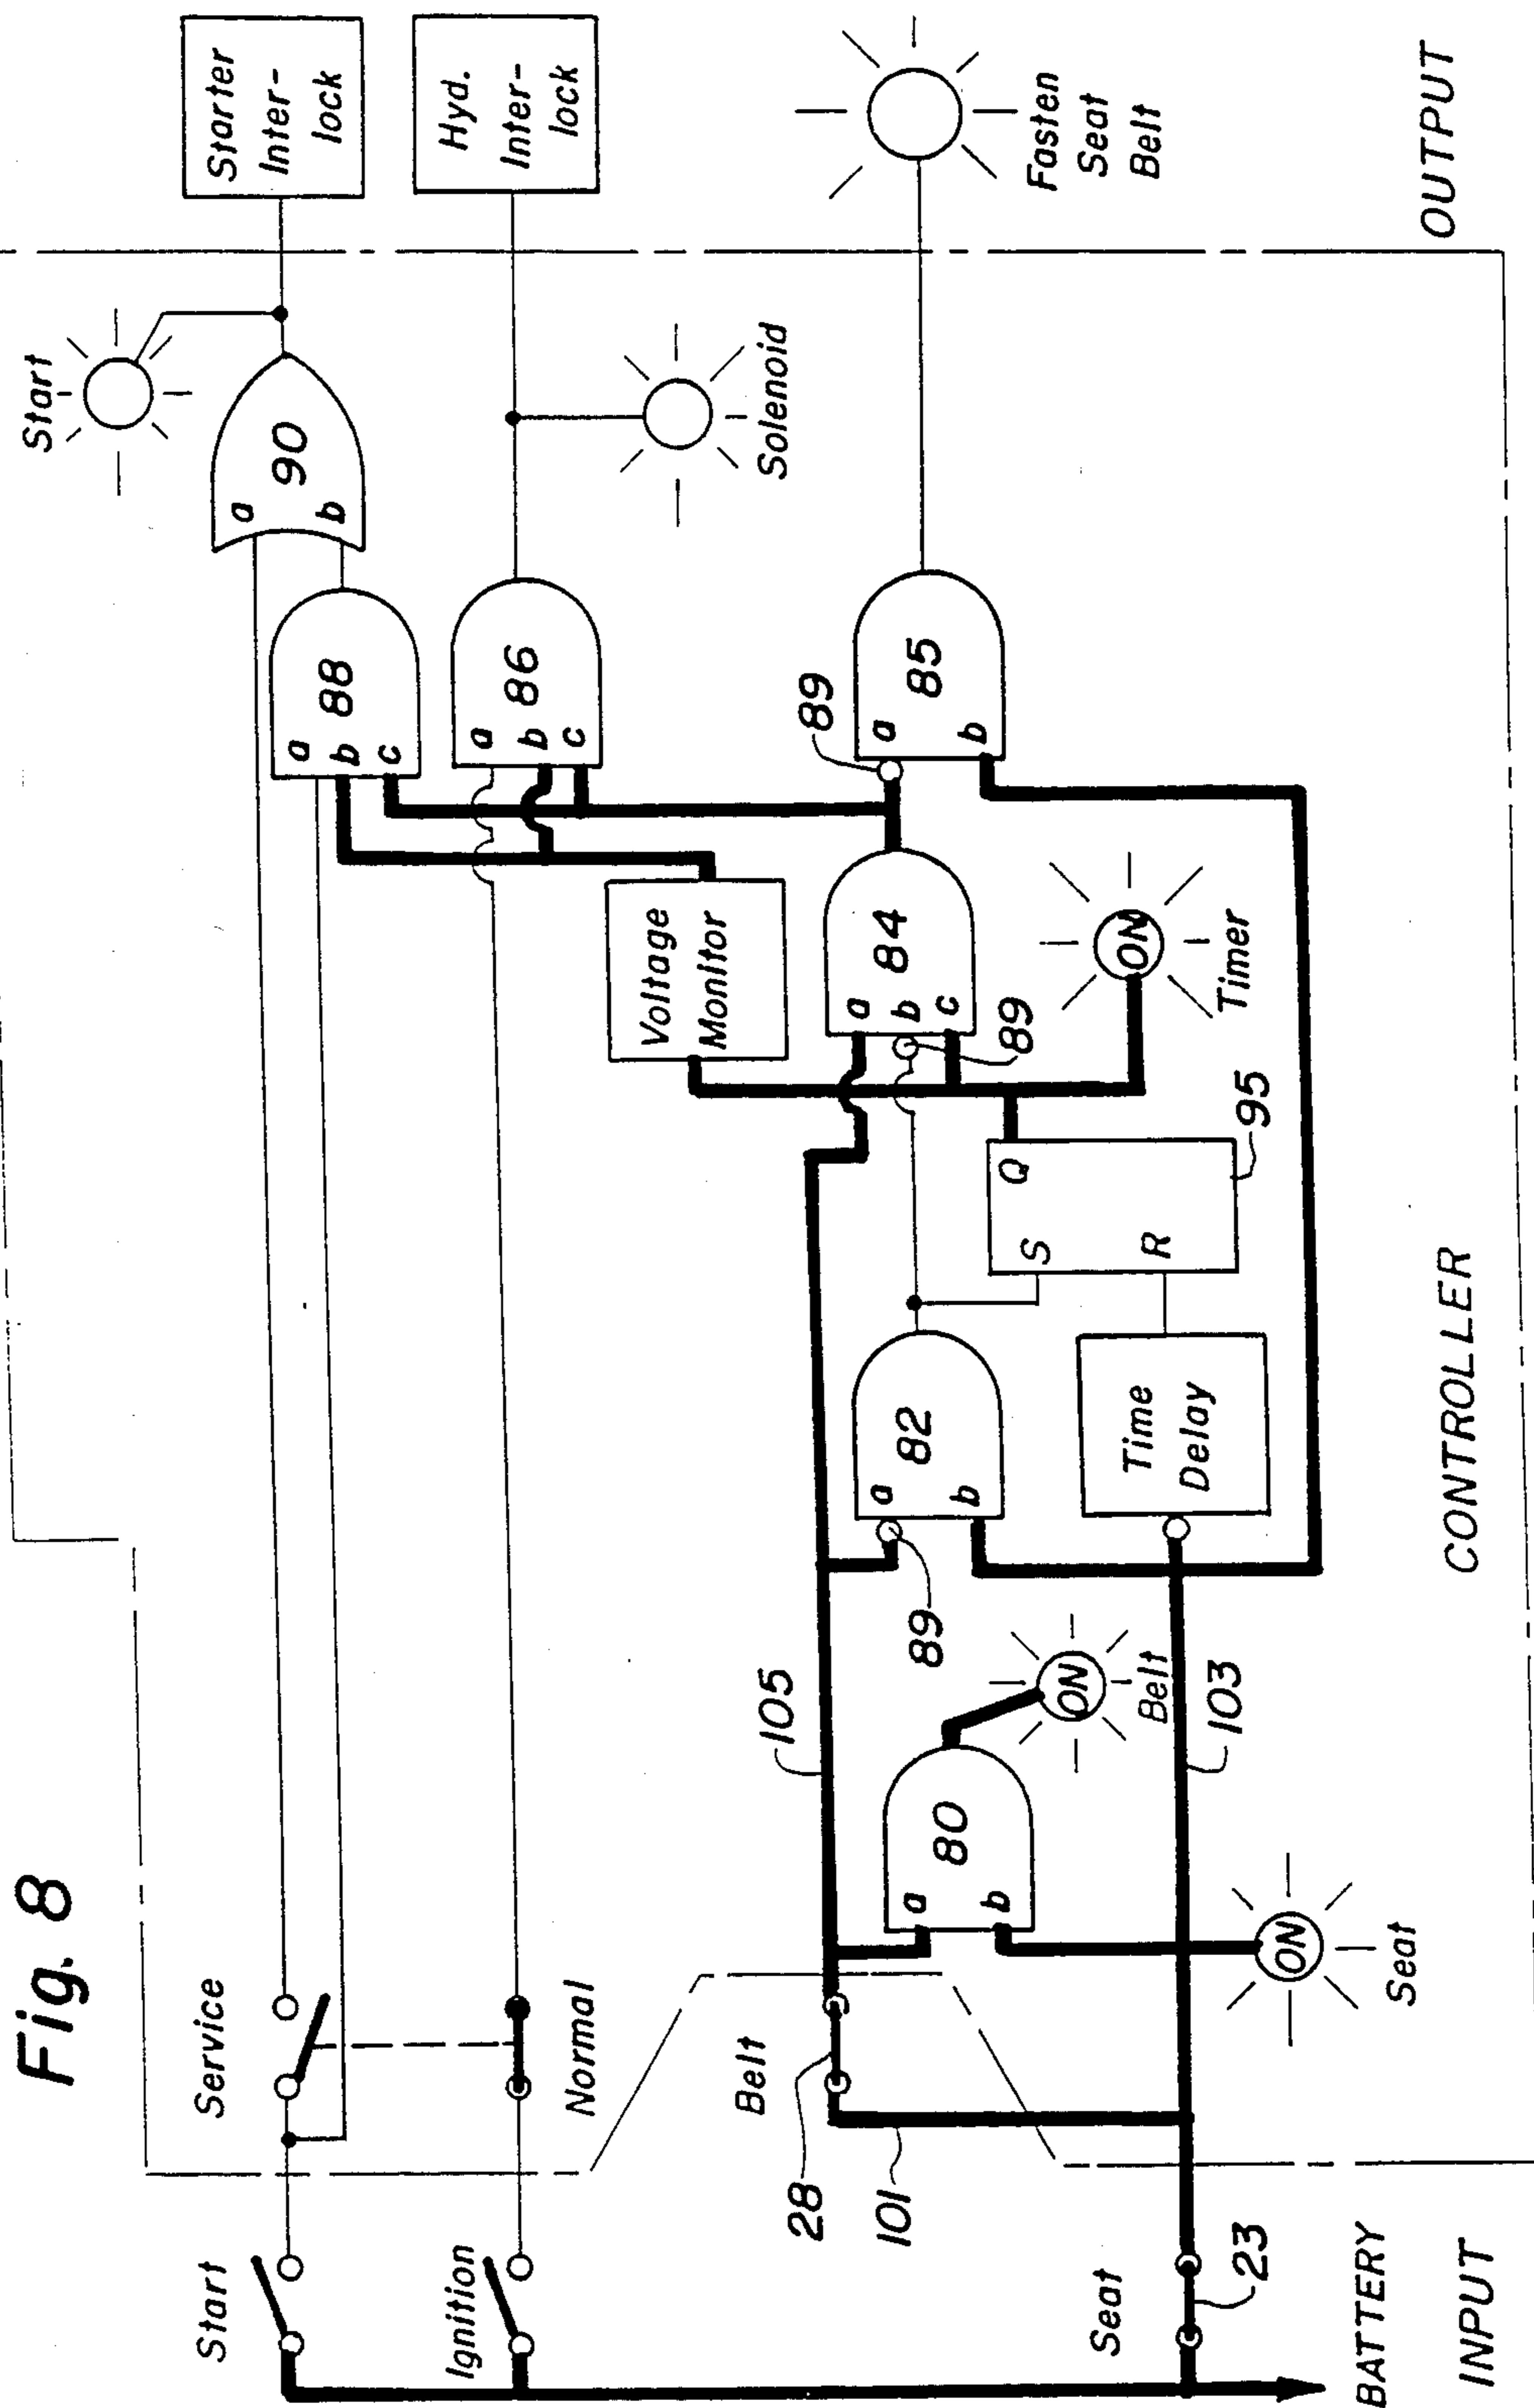 Fig. 8
Start
Service
Ignition
Normal
Seat
23
BATTERY
INPUT
Belt
28
101
105
103
80
a
b
ON
Belt
ON
Seat
89
82
a
b
Time
Delay
S
R
Q
95
84
a
b
c
89
ON
Timer
Voltage
Monitor
88
a
b
c
86
a
b
c
89
85
a
b
90
a
b
Start
Solenoid
Starter
Inter-
lock
Hyd.
Inter-
lock
Fasten
Seat
Belt
CONTROLLER
OUTPUT